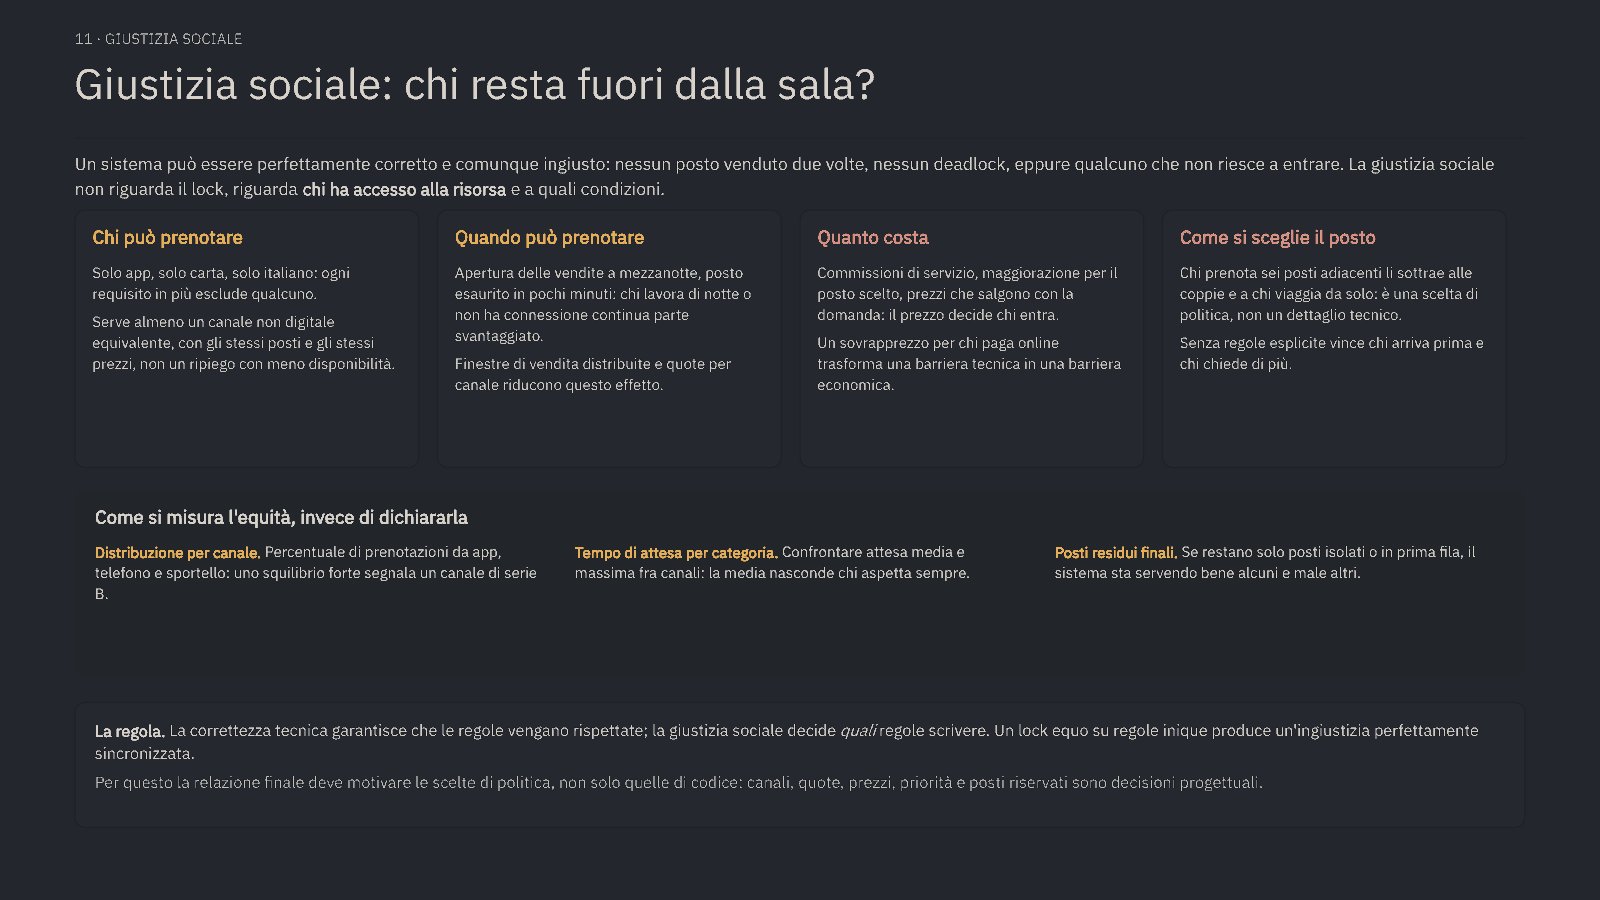 11 · GIUSTIZIA SOCIALE
Giustizia sociale: chi resta fuori dalla sala?
Un sistema può essere perfettamente corretto e comunque ingiusto: nessun posto venduto due volte, nessun deadlock, eppure qualcuno che non riesce a entrare. La giustizia sociale
non riguarda il lock, riguarda chi ha accesso alla risorsa e a quali condizioni.
Chi può prenotare
Solo app, solo carta, solo italiano: ogni
requisito in più esclude qualcuno.
Serve almeno un canale non digitale
equivalente, con gli stessi posti e gli stessi
prezzi, non un ripiego con meno disponibilità.
Quando può prenotare
Apertura delle vendite a mezzanotte, posto
esaurito in pochi minuti: chi lavora di notte o
non ha connessione continua parte
svantaggiato.
Finestre di vendita distribuite e quote per
canale riducono questo effetto.
Quanto costa
Commissioni di servizio, maggiorazione per il
posto scelto, prezzi che salgono con la
domanda: il prezzo decide chi entra.
Un sovrapprezzo per chi paga online
trasforma una barriera tecnica in una barriera
economica.
Come si sceglie il posto
Chi prenota sei posti adiacenti li sottrae alle
coppie e a chi viaggia da solo: è una scelta di
politica, non un dettaglio tecnico.
Senza regole esplicite vince chi arriva prima e
chi chiede di più.
Come si misura l'equità, invece di dichiararla
Distribuzione per canale. Percentuale di prenotazioni da app,
telefono e sportello: uno squilibrio forte segnala un canale di serie
B.
Tempo di attesa per categoria. Confrontare attesa media e
massima fra canali: la media nasconde chi aspetta sempre.
Posti residui finali. Se restano solo posti isolati o in prima fila, il
sistema sta servendo bene alcuni e male altri.
La regola. La correttezza tecnica garantisce che le regole vengano rispettate; la giustizia sociale decide quali regole scrivere. Un lock equo su regole inique produce un'ingiustizia perfettamente
sincronizzata.
Per questo la relazione finale deve motivare le scelte di politica, non solo quelle di codice: canali, quote, prezzi, priorità e posti riservati sono decisioni progettuali.